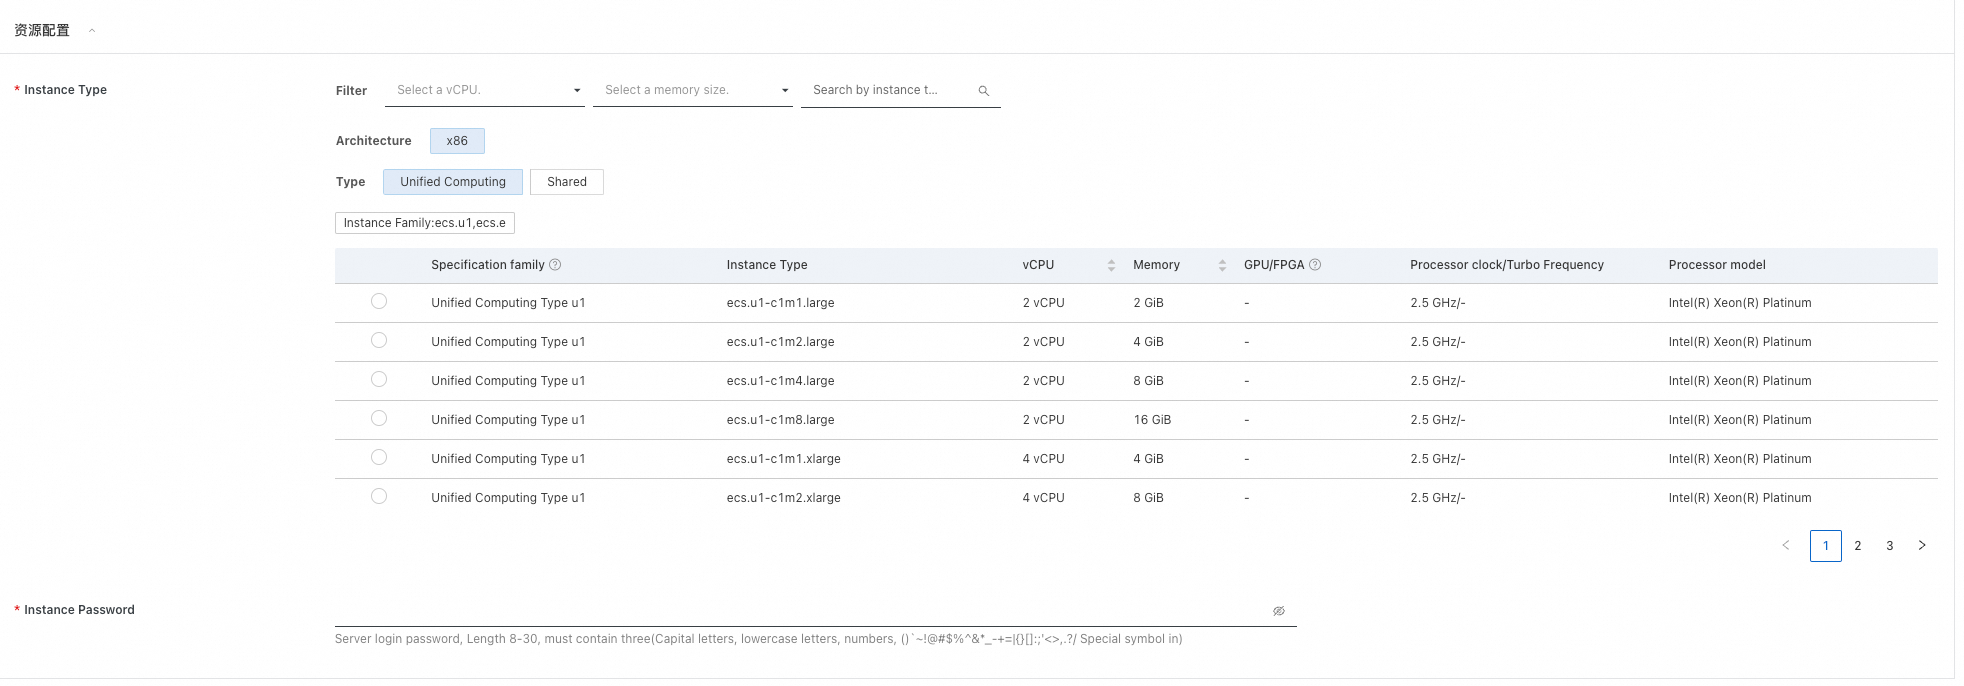 资源配置
* Instance Type
Filter Select a vCPU. Select a memory size. Search by instance t...
Architecture x86
Type Unified Computing Shared
Instance Family:ecs.u1,ecs.e
Specification family Instance Type vCPU Memory GPU/FPGA Processor clock/Turbo Frequency Processor model
Unified Computing Type u1 ecs.u1-c1m1.large 2 vCPU 2 GiB - 2.5 GHz/- Intel(R) Xeon(R) Platinum
Unified Computing Type u1 ecs.u1-c1m2.large 2 vCPU 4 GiB - 2.5 GHz/- Intel(R) Xeon(R) Platinum
Unified Computing Type u1 ecs.u1-c1m4.large 2 vCPU 8 GiB - 2.5 GHz/- Intel(R) Xeon(R) Platinum
Unified Computing Type u1 ecs.u1-c1m8.large 2 vCPU 16 GiB - 2.5 GHz/- Intel(R) Xeon(R) Platinum
Unified Computing Type u1 ecs.u1-c1m1.xlarge 4 vCPU 4 GiB - 2.5 GHz/- Intel(R) Xeon(R) Platinum
Unified Computing Type u1 ecs.u1-c1m2.xlarge 4 vCPU 8 GiB - 2.5 GHz/- Intel(R) Xeon(R) Platinum
< 1 2 3 >
* Instance Password
Server login password, Length 8-30, must contain three(Capital letters, lowercase letters, numbers, ()`~!@#$%^&*_-+=|{}[]:;'<>,.?/ Special symbol in)